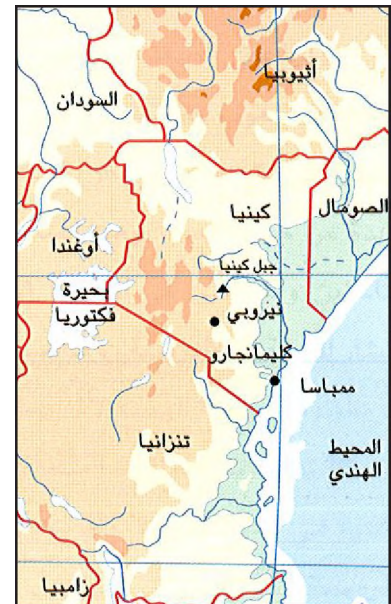 أثيوبيا
السودان
الصومال
كينيا
أوغندا
جبل كينيا
بحيرة
فكتوريا
نيروبي
كليمانجارو
ممباسا
تنزانيا
المحيط
الهندي
زامبيا